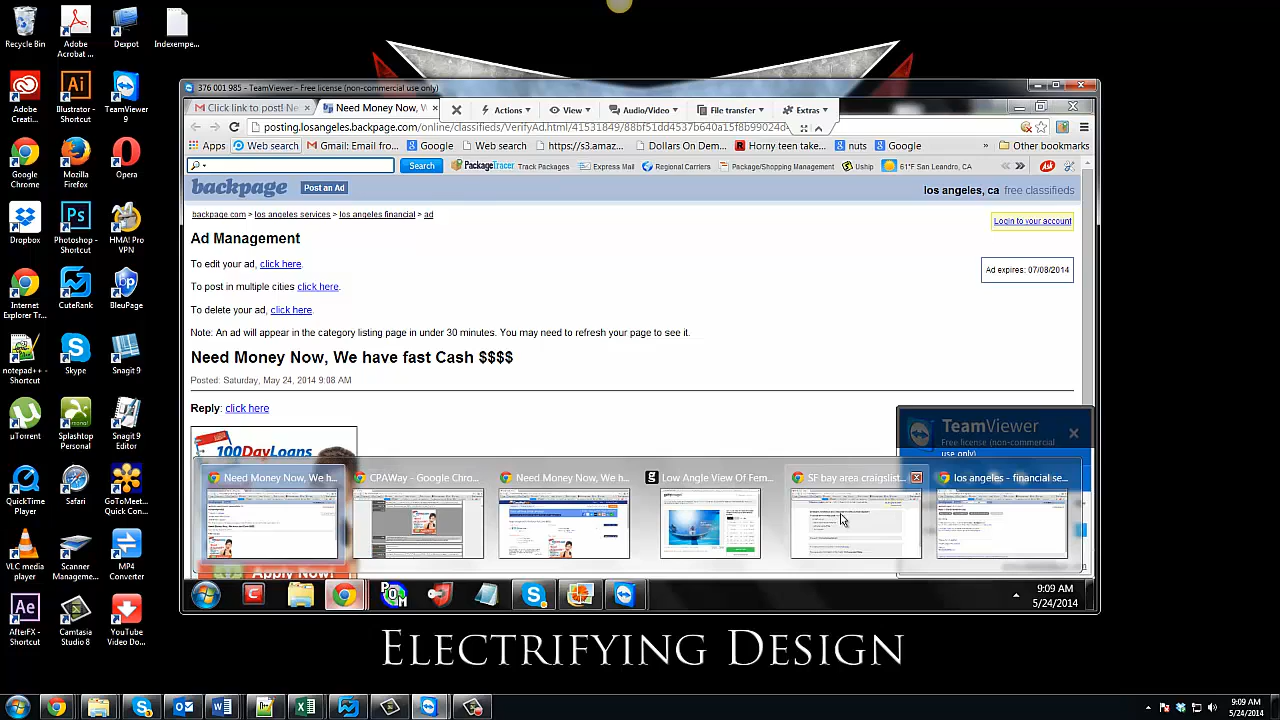 Recycle Bin
Adobe Acrobat ...
Dexpot
Indexempe...
Adobe Creati...
Illustrator - Shortcut
TeamViewer 9
Google Chrome
Mozilla Firefox
Opera
Dropbox
Photoshop - Shortcut
HMA! Pro VPN
Internet Explorer Tr...
CuteRank
BleuPage
notepad++ - Shortcut
Skype
Snagit 9
µTorrent
Splashtop Personal
Snagit 9 Editor
QuickTime Player
Safari
GoToMeet... Quick Con...
VLC media player
Scanner Manageme...
MP4 Converter
AfterFX - Shortcut
Camtasia Studio 8
YouTube Video Do...
376 001 985 - TeamViewer - Free license (non-commercial use only)
Click link to post! Ne
Need Money Now, W
Actions
View
Audio/Video
File transfer
Extras
posting.losangeles.backpage.com/online/classifieds/VerifyAd.html/41531849/88bf51dd4537b640a15f8b99024d
Apps
Web search
Gmail: Email fro...
Google
Web search
https://s3.amaz...
Dollars On Dem...
Horny teen take...
nuts
Google
»
Other bookmarks
Search
PackageTracer
Track Packages
Express Mail
Regional Carriers
Package/Shopping Management
Uship
61°F San Leandro, CA
Ask
backpage
Post an Ad
los angeles, ca free classifieds
backpage.com > los angeles services > los angeles financial > ad
Login to your account
Ad Management
To edit your ad, click here.
Ad expires: 07/08/2014
To post in multiple cities click here.
To delete your ad, click here.
Note: An ad will appear in the category listing page in under 30 minutes. You may need to refresh your page to see it.
Need Money Now, We have fast Cash $$$$
Posted: Saturday, May 24, 2014 9:08 AM
Reply: click here
100DayLoans
TeamViewer
Free license (non-commercial use only)
Need Money Now, We h...
CPAWay - Google Chro...
Need Money Now, We h...
Low Angle View Of Fem...
SF bay area craigslist...
los angeles - financial se...
Apply Now!
9:09 AM
5/24/2014
ELECTRIFYING DESIGN
9:09 AM
5/24/2014